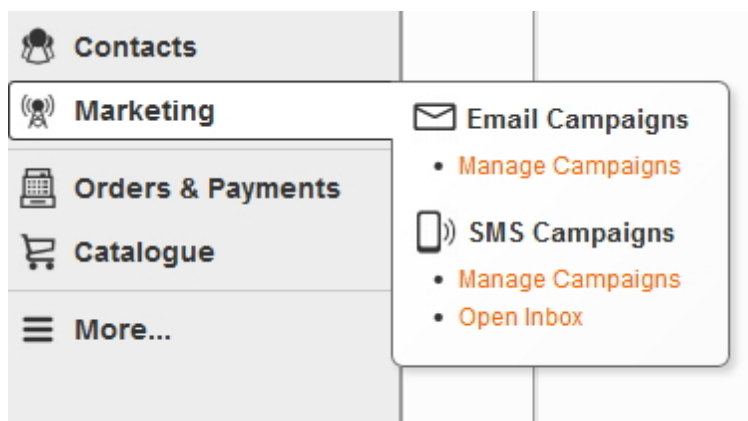 Contacts
Marketing
Orders & Payments
Catalogue
More...
Email Campaigns
Manage Campaigns
SMS Campaigns
Manage Campaigns
Open Inbox